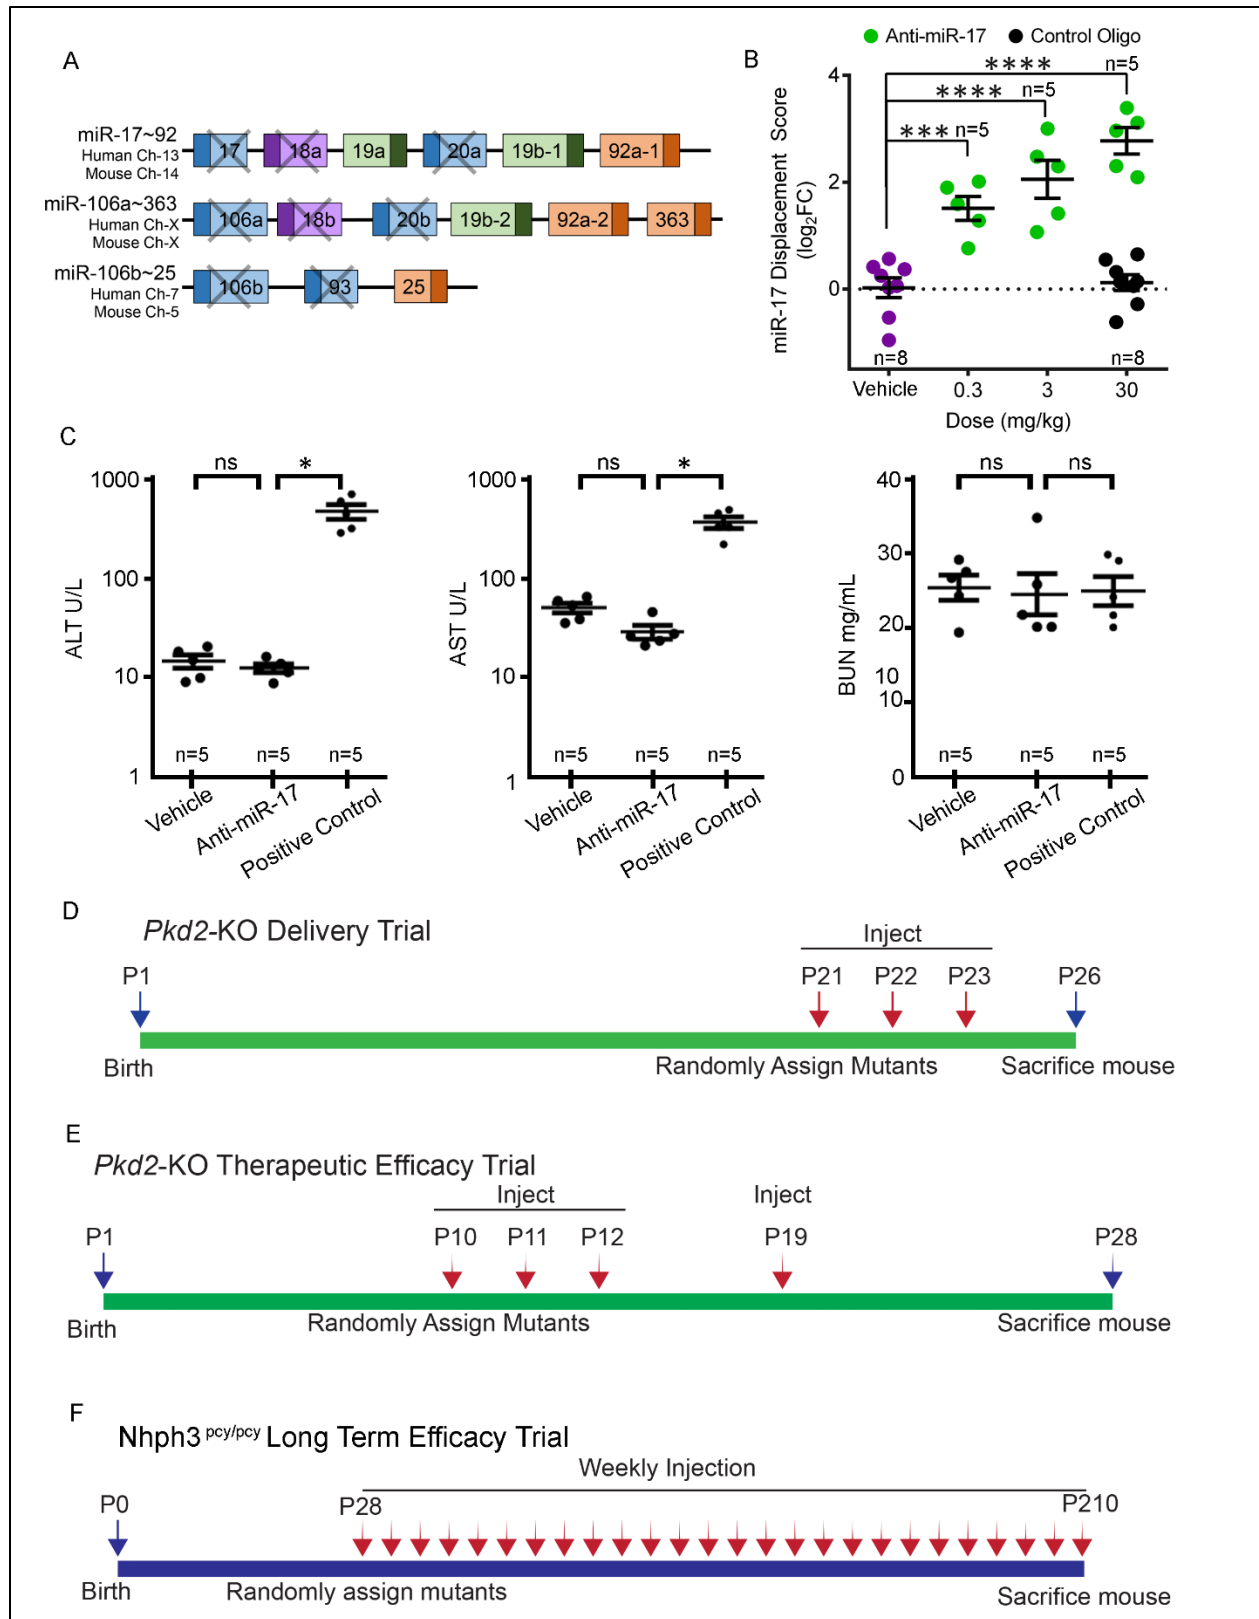 A
miR-17~92
Human Ch-13
Mouse Ch-14
17 18a 19a 20a 19b-1 92a-1
miR-106a~363
Human Ch-X
Mouse Ch-X
106a 18b 20b 19b-2 92a-2 363
miR-106b~25
Human Ch-7
Mouse Ch-5
106b 93 25
B
Anti-miR-17 Control Oligo
miR-17 Displacement Score
(log2FC)
4
2
0
**** n=5
**** n=5
*** n=5
n=8 n=8
Vehicle 0.3 3 30
Dose (mg/kg)
C
ALT U/L
1000
100
10
1
ns *
n=5 n=5 n=5
Vehicle Anti-miR-17 Positive Control
AST U/L
1000
100
10
1
ns *
n=5 n=5 n=5
Vehicle Anti-miR-17 Positive Control
BUN mg/mL
40
30
20
10
10
0
ns ns
n=5 n=5 n=5
Vehicle Anti-miR-17 Positive Control
D
Pkd2-KO Delivery Trial
Inject
P1 P21 P22 P23 P26
Birth Randomly Assign Mutants Sacrifice mouse
E
Pkd2-KO Therapeutic Efficacy Trial
Inject Inject
P1 P10 P11 P12 P19 P28
Birth Randomly Assign Mutants Sacrifice mouse
F
Nhph3 pcy/pcy Long Term Efficacy Trial
Weekly Injection
P0 P28 P210
Birth Randomly assign mutants Sacrifice mouse